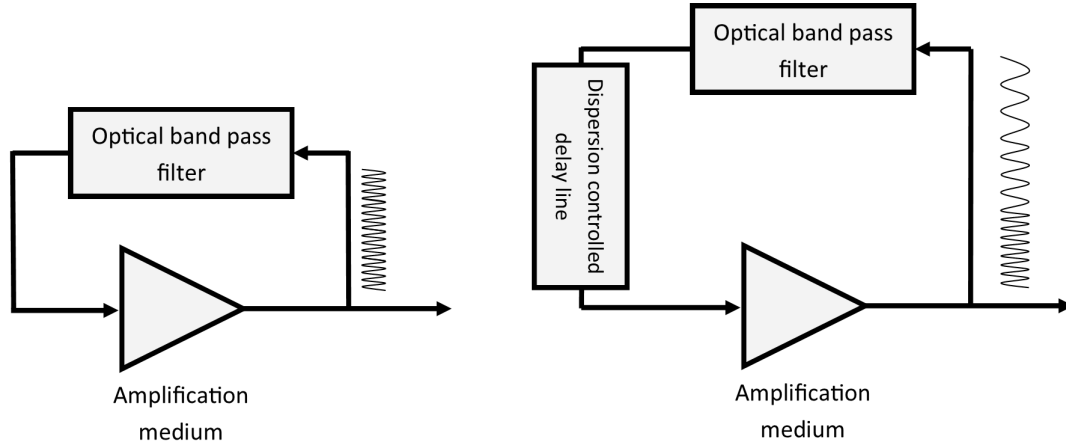 Optical band pass
filter
Amplification
medium
Optical band pass
filter
Dispersion controlled
delay line
Amplification
medium